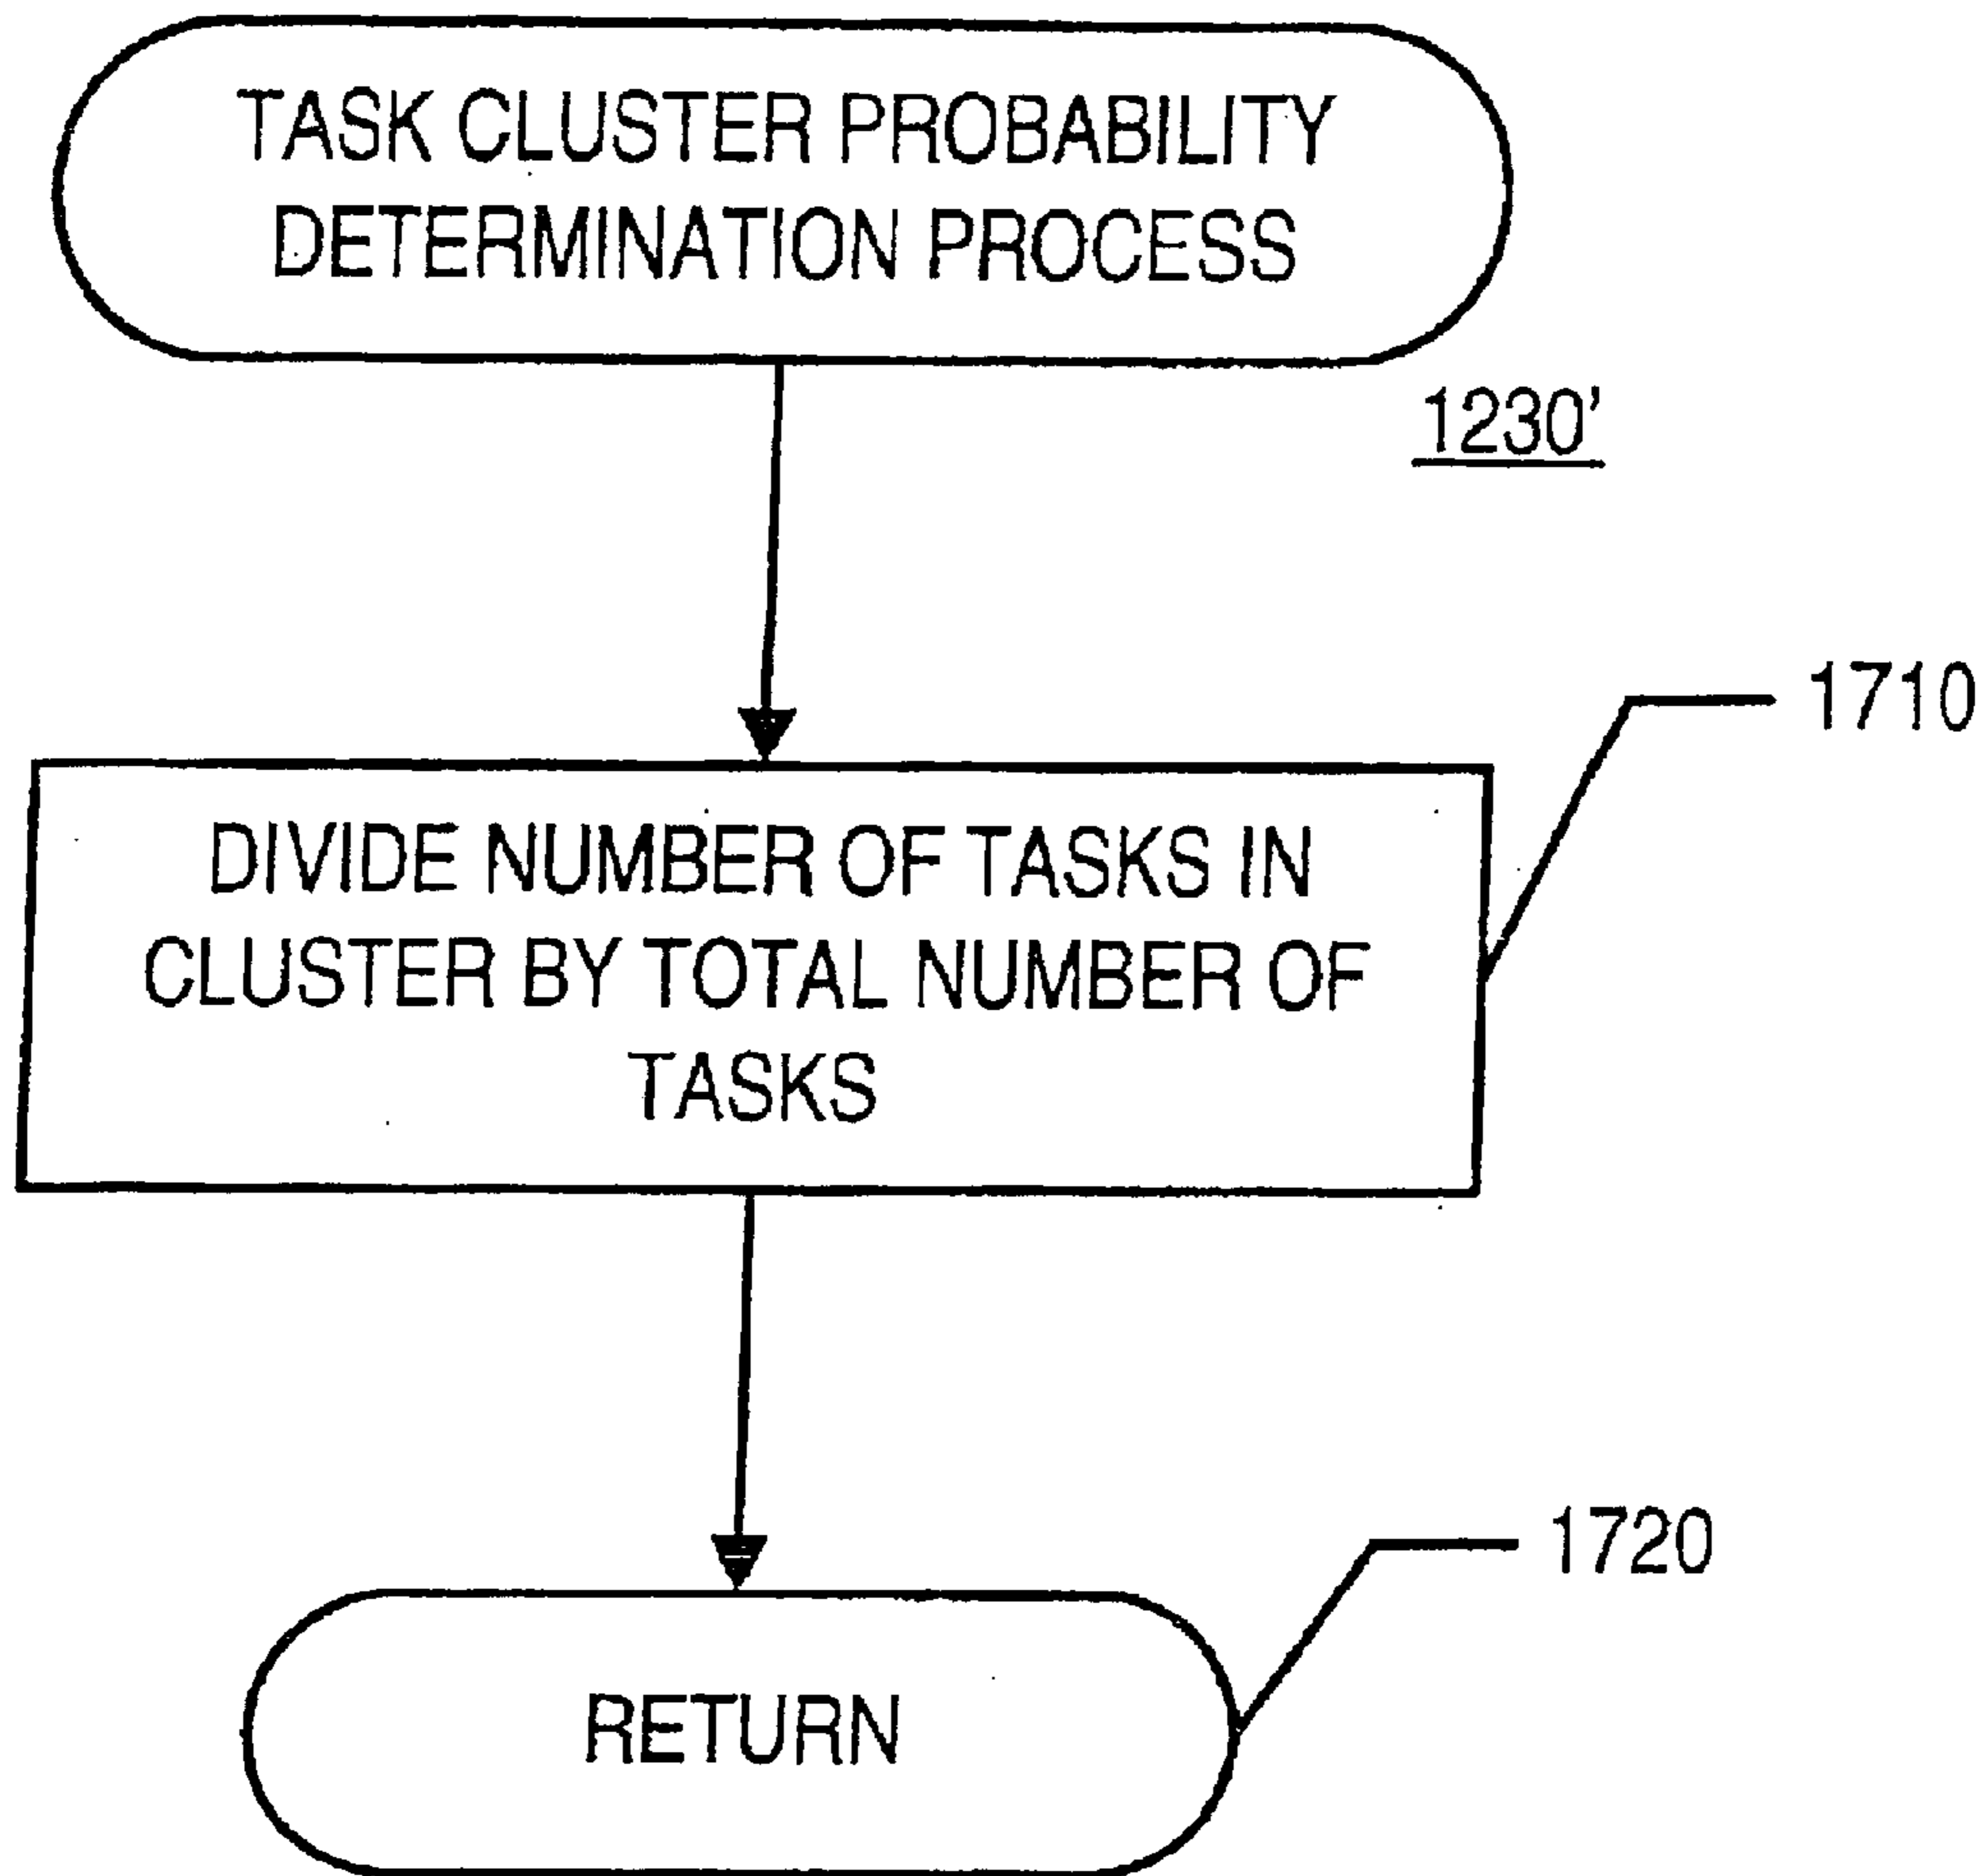 TASK CLUSTER PROBABILITY
DETERMINATION PROCESS
1230'
1710
DIVIDE NUMBER OF TASKS IN
CLUSTER BY TOTAL NUMBER OF
TASKS
1720
RETURN